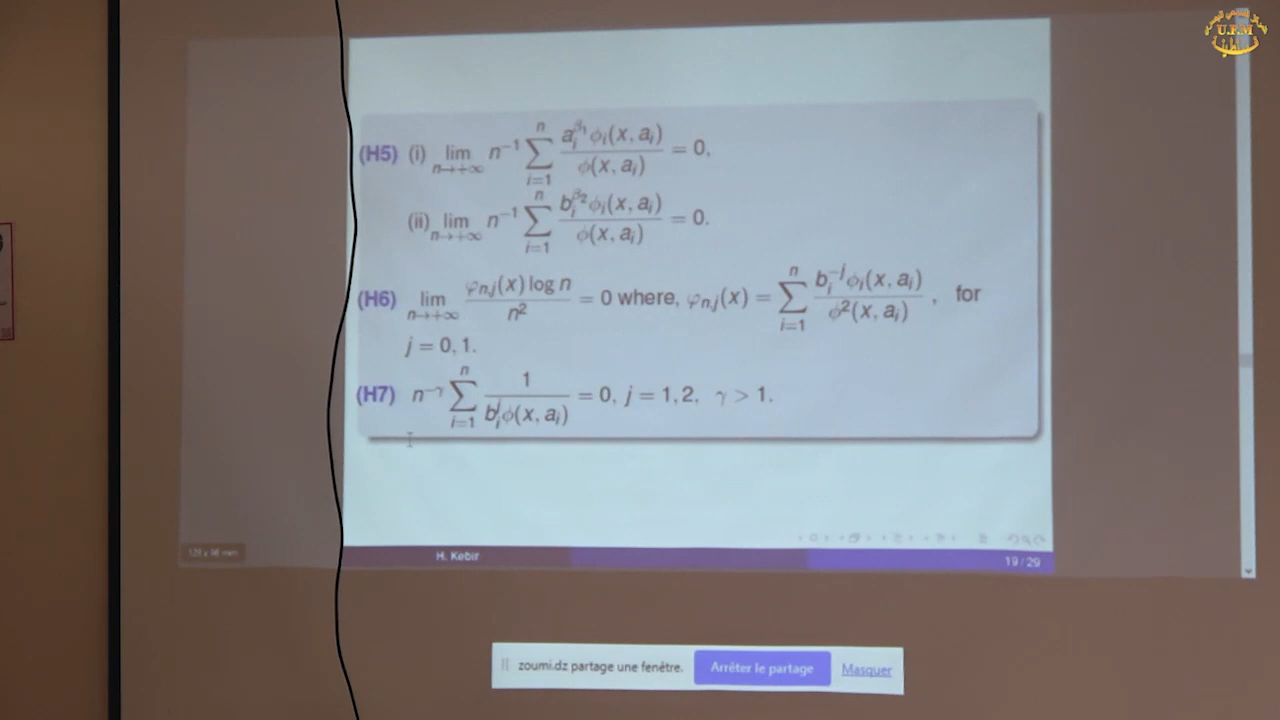 U.F.M
(H5) (i) lim_{n→+∞} n^{-1} ∑_{i=1}^{n} a_i^{β_1} ϕ_i(x, a_i) / ϕ(x, a_i) = 0,
(ii) lim_{n→+∞} n^{-1} ∑_{i=1}^{n} b_i^{β_2} ϕ_i(x, a_i) / ϕ(x, a_i) = 0.
(H6) lim_{n→+∞} φ_{n,j}(x) log n / n^2 = 0 where, φ_{n,j}(x) = ∑_{i=1}^{n} b_i^{-j} ϕ_i(x, a_i) / ϕ^2(x, a_i) , for
j = 0, 1.
(H7) n^{-γ} ∑_{i=1}^{n} 1 / b_i^j ϕ(x, a_i) = 0, j = 1, 2, γ > 1.
128 x 96 mm
H. Kebir
19 / 29
zoumi.dz partage une fenêtre.
Arrêter le partage
Masquer